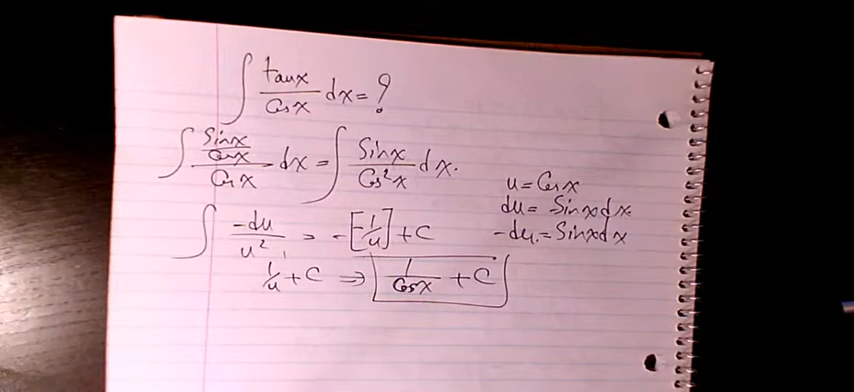 ∫ tanx/cosx dx = ?
∫ (sinx/cosx)/cosx dx = ∫ sinx/cos²x dx.
u = cosx
du = sinx dx
-du = sinx dx
∫ -du/u² = -[-1/u] + C
1/u + C ⇒ 1/cosx + C